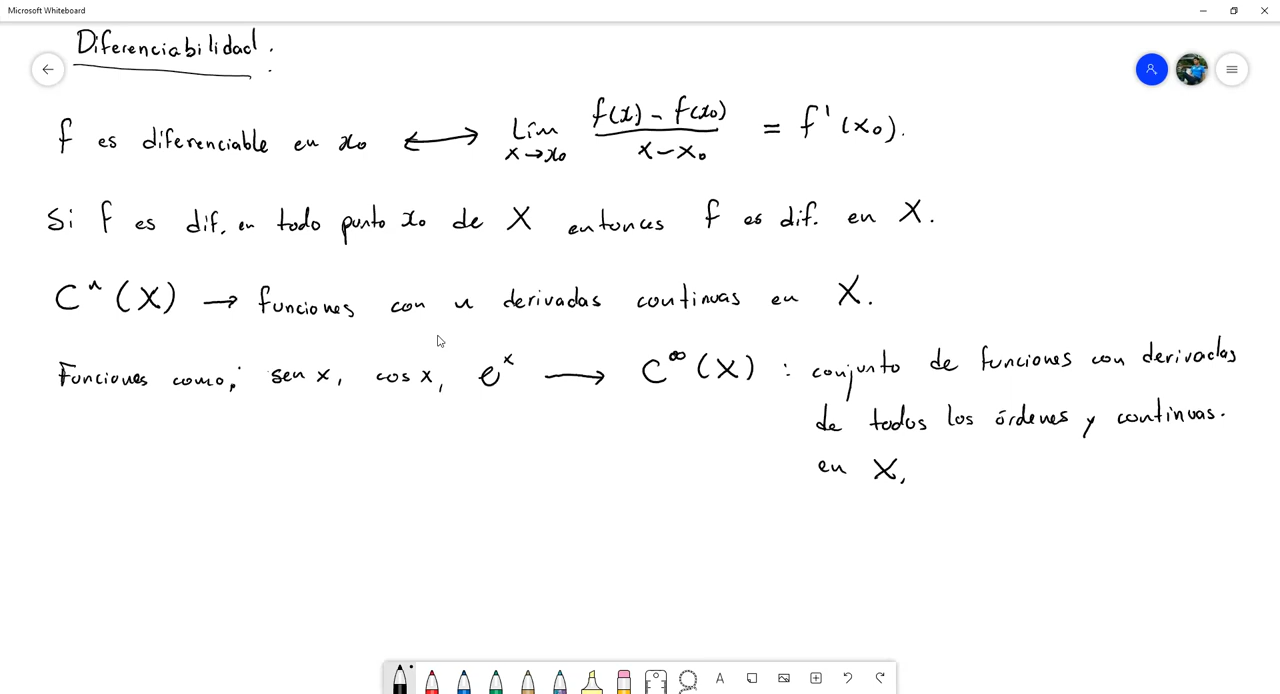 Microsoft Whiteboard
Diferenciabilidad.
f es diferenciable en x₀ ⟷ Lím x→x₀ (f(x) - f(x₀))/(x - x₀) = f'(x₀).
Si f es dif. en todo punto x₀ de X entonces f es dif. en X.
Cⁿ(X) → funciones con n derivadas continuas en X.
Funciones como; sen x, cos x, eˣ → C^∞(X) : conjunto de funciones con derivadas
de todos los órdenes y continuas.
en X,
A